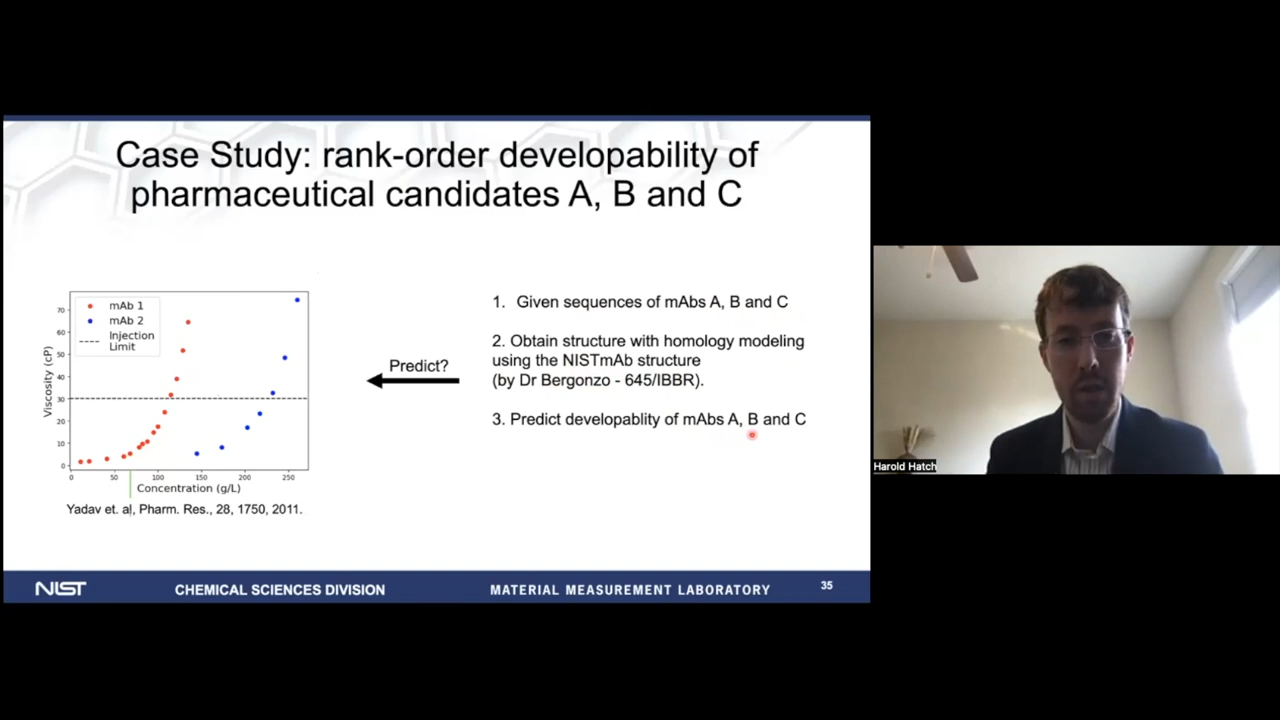 Case Study: rank-order developability of
pharmaceutical candidates A, B and C
mAb 1
mAb 2
Injection
Limit
70
60
50
40
30
20
10
0
Viscosity (cP)
0 50 100 150 200 250
Concentration (g/L)
Yadav et. al, Pharm. Res., 28, 1750, 2011.
Predict?
1. Given sequences of mAbs A, B and C
2. Obtain structure with homology modeling
using the NISTmAb structure
(by Dr Bergonzo - 645/IBBR).
3. Predict developablity of mAbs A, B and C
Harold Hatch
NIST
CHEMICAL SCIENCES DIVISION
MATERIAL MEASUREMENT LABORATORY
35